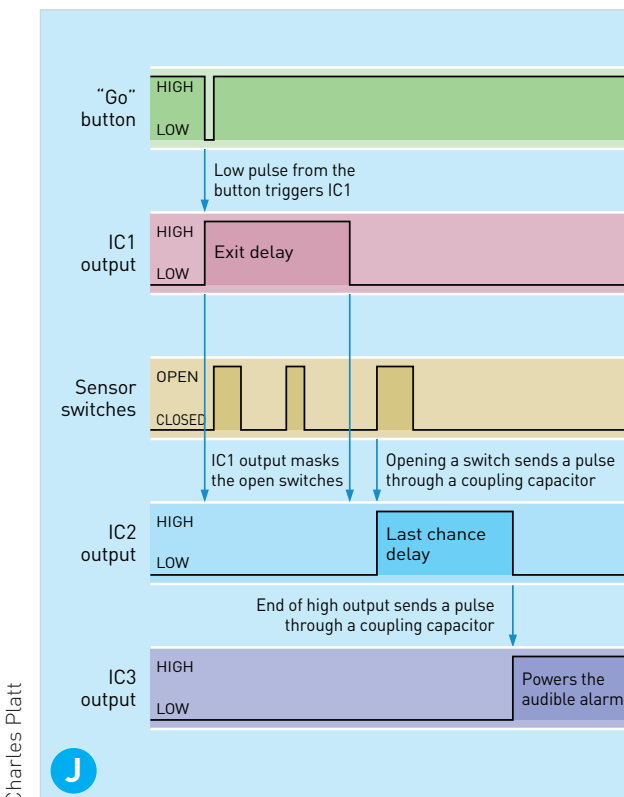 “Go”
button
HIGH
LOW
Low pulse from the
button triggers IC1
IC1
output
HIGH
LOW
Exit delay
Sensor
switches
OPEN
CLOSED
IC1 output masks
the open switches
Opening a switch sends a pulse
through a coupling capacitor
IC2
output
HIGH
LOW
Last chance
delay
End of high output sends a pulse
through a coupling capacitor
IC3
output
HIGH
LOW
Powers the
audible alarm
J
Charles Platt